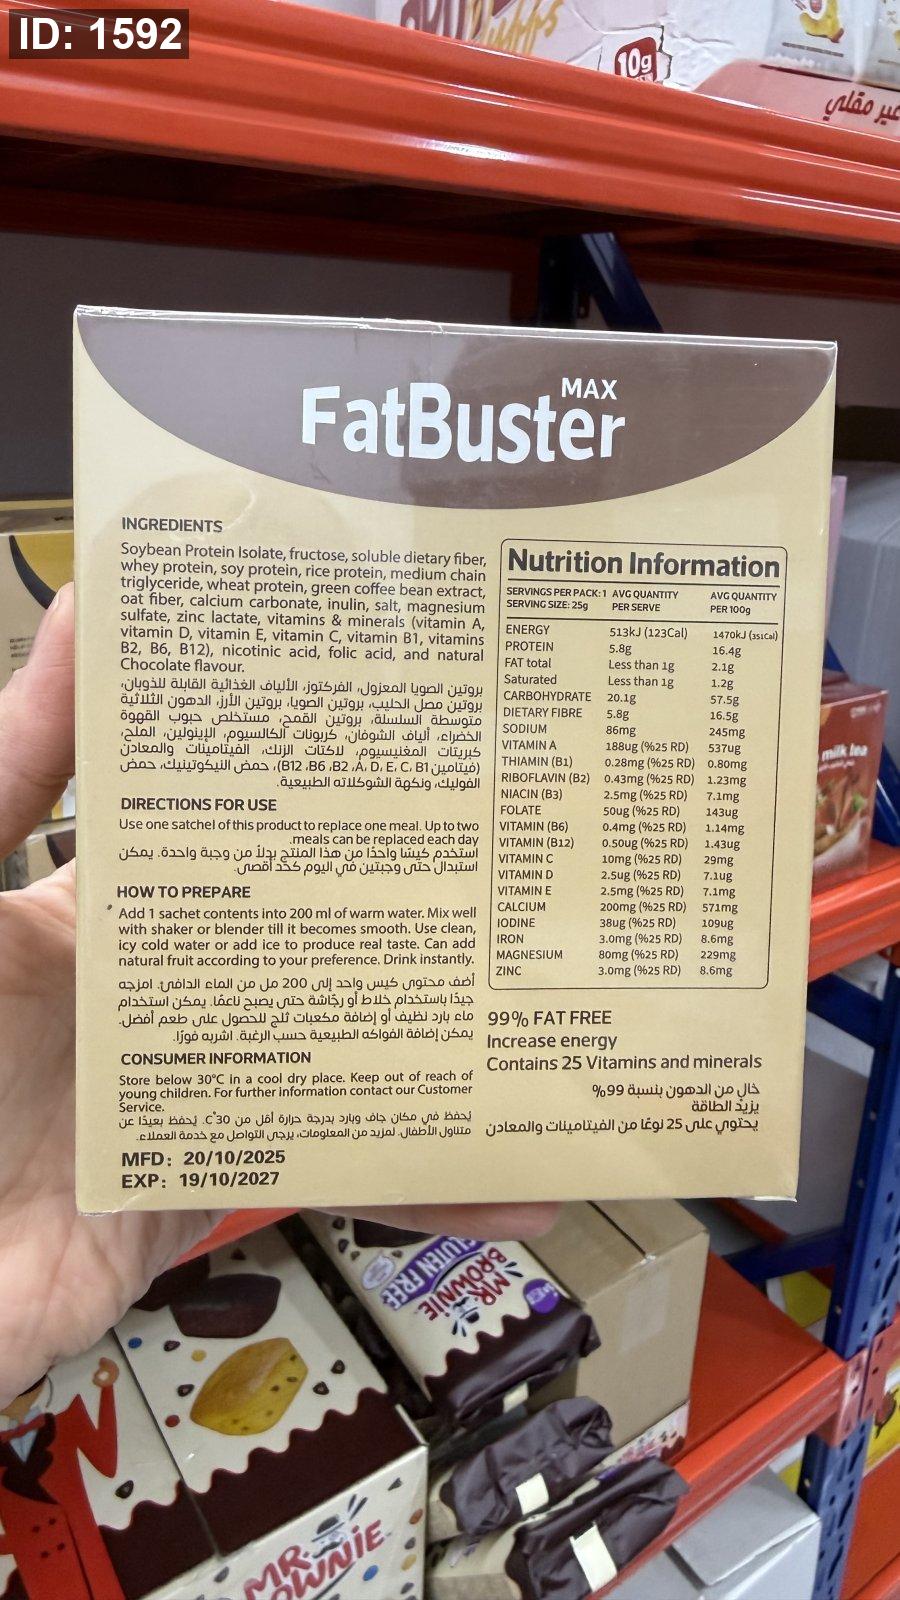 ID: 1592
10g
غير مقلي
MAX
FatBuster
INGREDIENTS
Soybean Protein Isolate, fructose, soluble dietary fiber,
whey protein, soy protein, rice protein, medium chain
triglyceride, wheat protein, green coffee bean extract,
oat fiber, calcium carbonate, inulin, salt, magnesium
sulfate, zinc lactate, vitamins & minerals (vitamin A,
vitamin D, vitamin E, vitamin C, vitamin B1, vitamins
B2, B6, B12), nicotinic acid, folic acid, and natural
Chocolate flavour.
بروتين الصويا المعزول، الفركتوز، الألياف الغذائية القابلة للذوبان،
بروتين مصل الحليب، بروتين الصويا، بروتين الأرز، الدهون الثلاثية
متوسطة السلسلة، بروتين القمح، مستخلص حبوب القهوة
الخضراء، ألياف الشوفان، كربونات الكالسيوم، الإينولين، الملح،
كبريتات المغنيسيوم، لاكتات الزنك، الفيتامينات والمعادن
(فيتامين A، D، E، C، B1، B2، B6، B12)، حمض النيكوتينيك، حمض
الفوليك، ونكهة الشوكلاته الطبيعية.
DIRECTIONS FOR USE
Use one satchel of this product to replace one meal. Up to two
.meals can be replaced each day
استخدم كيسًا واحدًا من هذا المنتج بدلاً من وجبة واحدة. يمكن
استبدال حتى وجبتين في اليوم كحد أقصى.
HOW TO PREPARE
Add 1 sachet contents into 200 ml of warm water. Mix well
with shaker or blender till it becomes smooth. Use clean,
icy cold water or add ice to produce real taste. Can add
natural fruit according to your preference. Drink instantly.
أضف محتوى كيس واحد إلى 200 مل من الماء الدافئ. امزجه
جيدًا باستخدام خلاط أو رجّاشة حتى يصبح ناعمًا. يمكن استخدام
ماء بارد نظيف أو إضافة مكعبات ثلج للحصول على طعم أفضل.
يمكن إضافة الفواكه الطبيعية حسب الرغبة. اشربه فورًا.
CONSUMER INFORMATION
Store below 30°C in a cool dry place. Keep out of reach of
young children. For further information contact our Customer
Service.
يُحفظ في مكان جاف وبارد بدرجة حرارة أقل من 30°C. يُحفظ بعيدًا عن
متناول الأطفال. لمزيد من المعلومات، يرجى التواصل مع خدمة العملاء.
MFD: 20/10/2025
EXP: 19/10/2027
Nutrition Information
SERVINGS PER PACK: 1 AVG QUANTITY AVG QUANTITY
SERVING SIZE: 25g PER SERVE PER 100g
ENERGY 513kJ (123Cal) 1470kJ (351Cal)
PROTEIN 5.8g 16.4g
FAT total Less than 1g 2.1g
Saturated Less than 1g 1.2g
CARBOHYDRATE 20.1g 57.5g
DIETARY FIBRE 5.8g 16.5g
SODIUM 86mg 245mg
VITAMIN A 188ug (%25 RD) 537ug
THIAMIN (B1) 0.28mg (%25 RD) 0.80mg
RIBOFLAVIN (B2) 0.43mg (%25 RD) 1.23mg
NIACIN (B3) 2.5mg (%25 RD) 7.1mg
FOLATE 50ug (%25 RD) 143ug
VITAMIN (B6) 0.4mg (%25 RD) 1.14mg
VITAMIN (B12) 0.50ug (%25 RD) 1.43ug
VITAMIN C 10mg (%25 RD) 29mg
VITAMIN D 2.5ug (%25 RD) 7.1ug
VITAMIN E 2.5mg (%25 RD) 7.1mg
CALCIUM 200mg (%25 RD) 571mg
IODINE 38ug (%25 RD) 109ug
IRON 3.0mg (%25 RD) 8.6mg
MAGNESIUM 80mg (%25 RD) 229mg
ZINC 3.0mg (%25 RD) 8.6mg
99% FAT FREE
Increase energy
Contains 25 Vitamins and minerals
خالٍ من الدهون بنسبة 99%
يزيد الطاقة
يحتوي على 25 نوعًا من الفيتامينات والمعادن
milk tea
GLUTEN FREE
MR.
BROWNIE
MR.
OWNIE